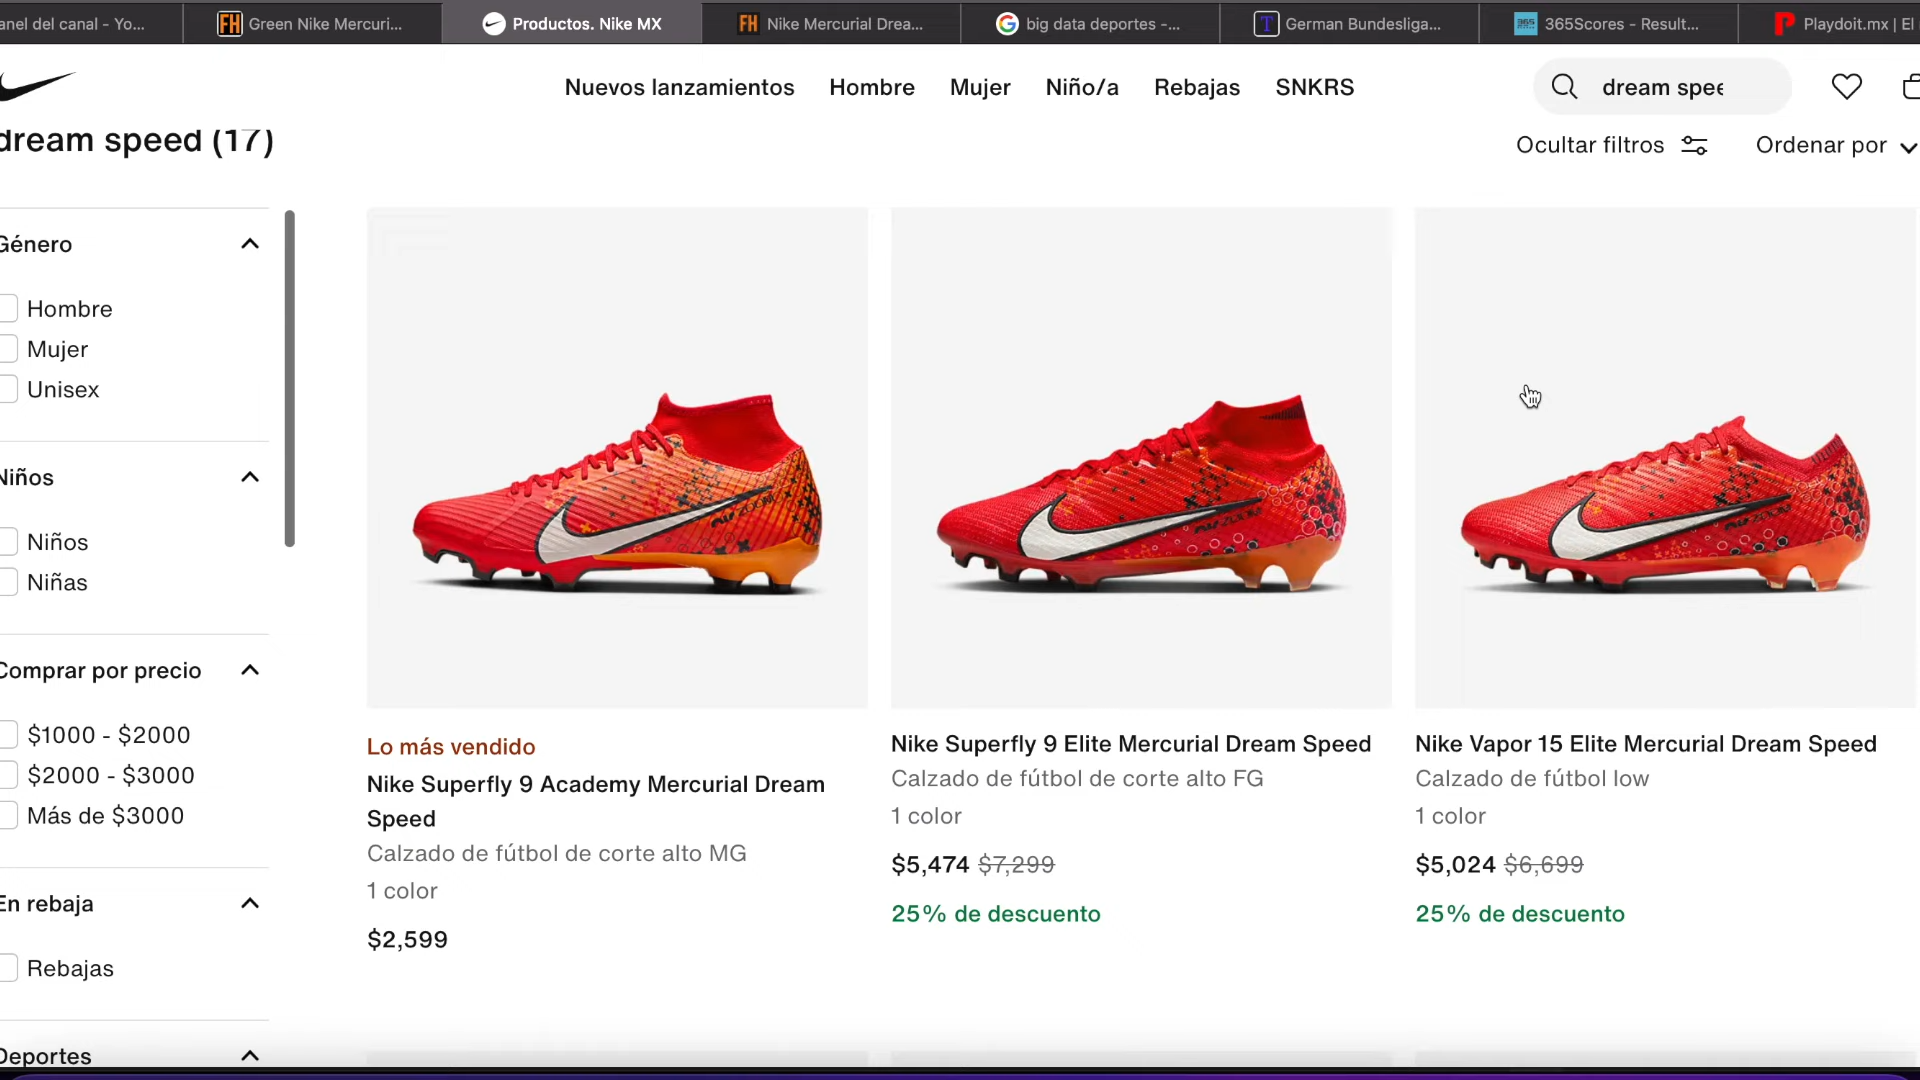 anel del canal - Yo...
FH Green Nike Mercuri...
Productos. Nike MX
FH Nike Mercurial Drea...
big data deportes -...
T German Bundesliga...
365 Scores 365Scores - Result...
Playdoit.mx | El
Nuevos lanzamientos
Hombre
Mujer
Niño/a
Rebajas
SNKRS
dream spee
dream speed (17)
Ocultar filtros
Ordenar por
Género
Hombre
Mujer
Unisex
Niños
Niños
Niñas
Comprar por precio
$1000 - $2000
$2000 - $3000
Más de $3000
En rebaja
Rebajas
Deportes
Lo más vendido
Nike Superfly 9 Academy Mercurial Dream
Speed
Calzado de fútbol de corte alto MG
1 color
$2,599
Nike Superfly 9 Elite Mercurial Dream Speed
Calzado de fútbol de corte alto FG
1 color
$5,474 $7,299
25% de descuento
Nike Vapor 15 Elite Mercurial Dream Speed
Calzado de fútbol low
1 color
$5,024 $6,699
25% de descuento